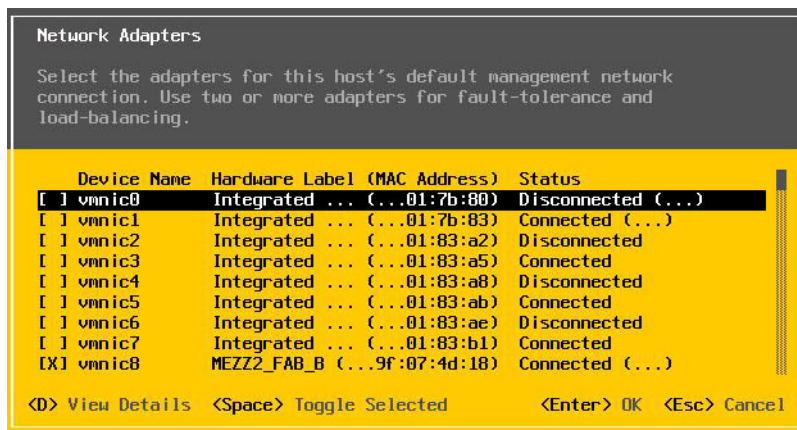 Network Adapters
Select the adapters for this host's default management network
connection. Use two or more adapters for fault-tolerance and
load-balancing.
Device Name Hardware Label (MAC Address) Status
[ ] vmnic0 Integrated ... (...01:7b:80) Disconnected (...)
[ ] vmnic1 Integrated ... (...01:7b:83) Connected (...)
[ ] vmnic2 Integrated ... (...01:83:a2) Disconnected
[ ] vmnic3 Integrated ... (...01:83:a5) Connected
[ ] vmnic4 Integrated ... (...01:83:a8) Disconnected
[ ] vmnic5 Integrated ... (...01:83:ab) Connected
[ ] vmnic6 Integrated ... (...01:83:ae) Disconnected
[ ] vmnic7 Integrated ... (...01:83:b1) Connected
[X] vmnic8 MEZZ2_FAB_B (...9f:07:4d:18) Connected (...)
<D> View Details <Space> Toggle Selected <Enter> OK <Esc> Cancel